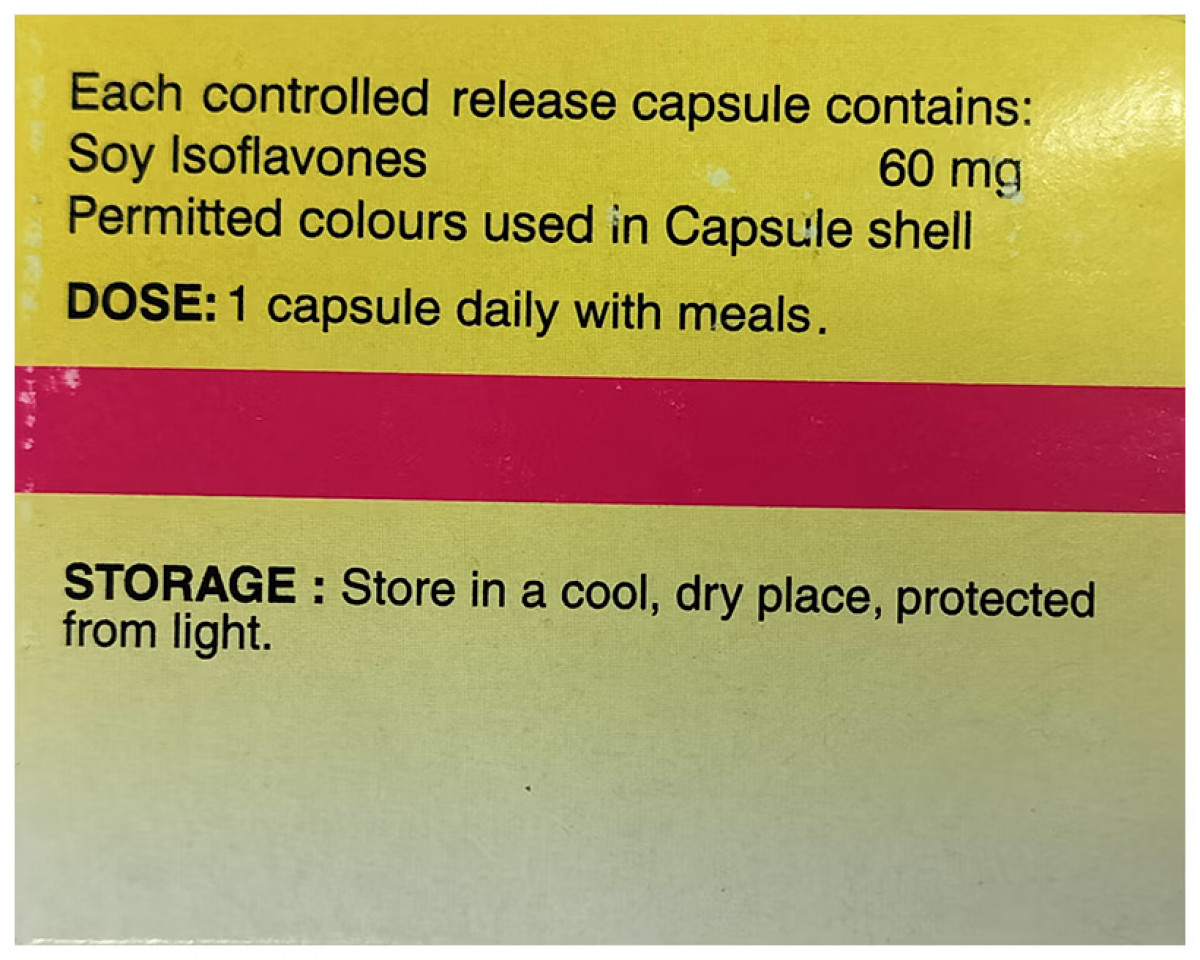 Each controlled release capsule contains:
Soy Isoflavones 60 mg
Permitted colours used in Capsule shell
DOSE: 1 capsule daily with meals.
STORAGE : Store in a cool, dry place, protected
from light.